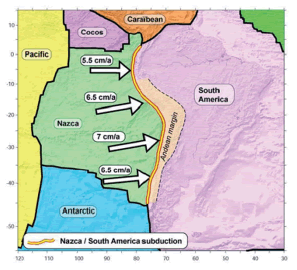 Caraïbean
Cocos
Pacific
5.5 cm/a
South
America
6.5 cm/a
Nazca
7 cm/a
Andean margin
6.5 cm/a
Antarctic
Nazca / South America subduction
10
0
-10
-20
-30
-40
-50
120 110 100 90 80 70 60 50 40 30